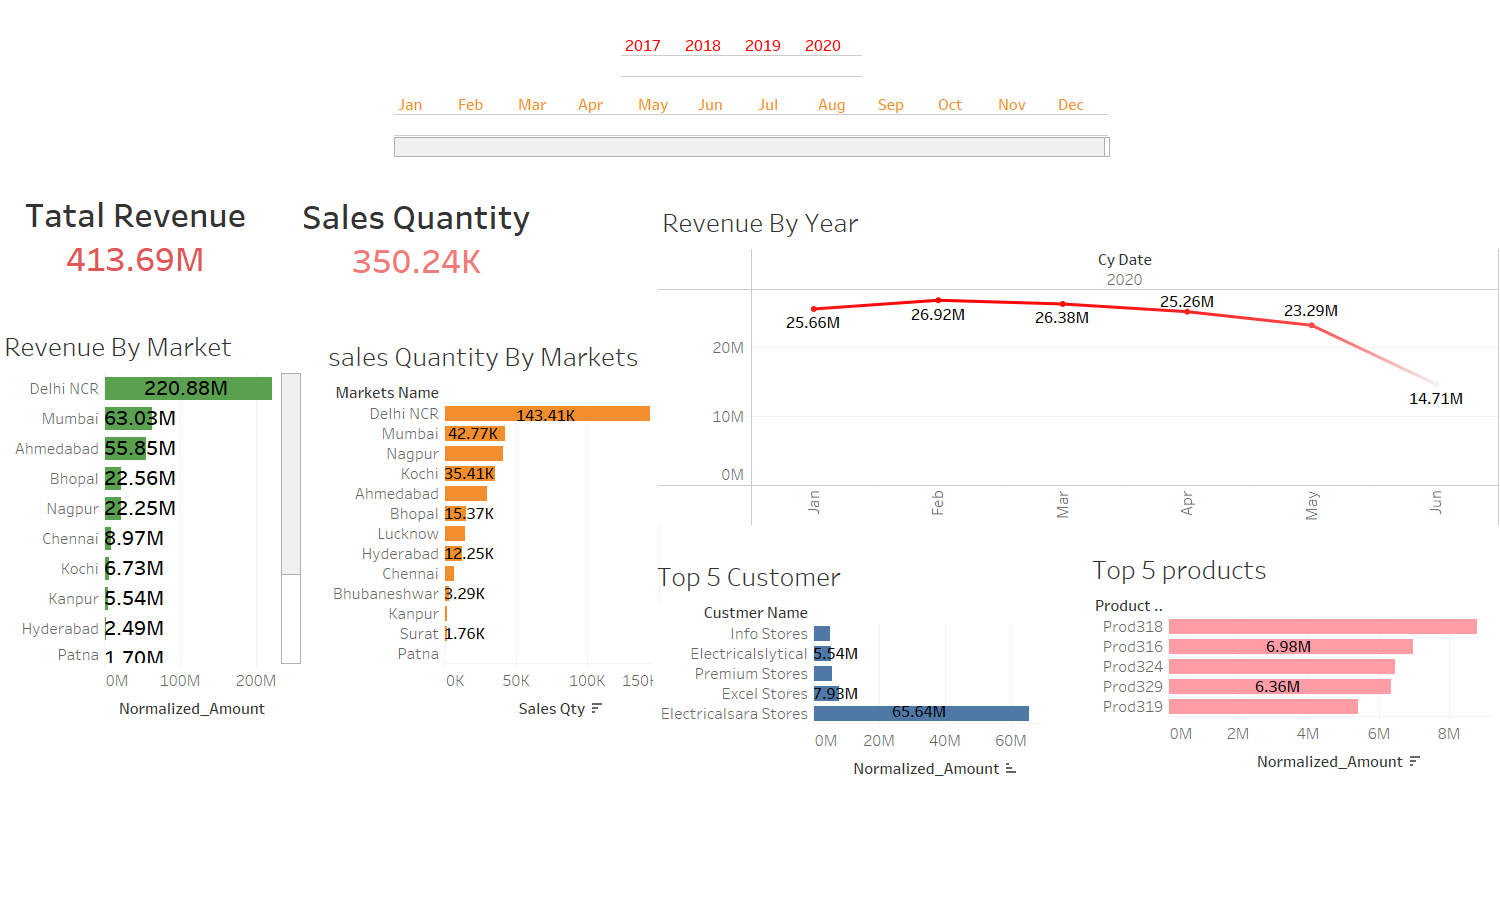 2017 2018 2019 2020
Jan Feb Mar Apr May Jun Jul Aug Sep Oct Nov Dec
Tatal Revenue
413.69M
Sales Quantity
350.24K
Revenue By Year
Cy Date
2020
25.66M
26.92M
26.38M
25.26M
23.29M
14.71M
20M
10M
0M
Jan Feb Mar Apr May Jun
Revenue By Market
Delhi NCR 220.88M
Mumbai 63.03M
Ahmedabad 55.85M
Bhopal 22.56M
Nagpur 22.25M
Chennai 8.97M
Kochi 6.73M
Kanpur 5.54M
Hyderabad 2.49M
Patna 1.70M
0M 100M 200M
Normalized_Amount
sales Quantity By Markets
Markets Name
Delhi NCR 143.41K
Mumbai 42.77K
Nagpur
Kochi 35.41K
Ahmedabad
Bhopal 15.37K
Lucknow
Hyderabad 12.25K
Chennai
Bhubaneshwar 3.29K
Kanpur
Surat 1.76K
Patna
0K 50K 100K 150K
Sales Qty
Top 5 Customer
Custmer Name
Info Stores
Electricalslytical 5.54M
Premium Stores
Excel Stores 7.93M
Electricalsara Stores 65.64M
0M 20M 40M 60M
Normalized_Amount
Top 5 products
Product ..
Prod318
Prod316 6.98M
Prod324
Prod329 6.36M
Prod319
0M 2M 4M 6M 8M
Normalized_Amount